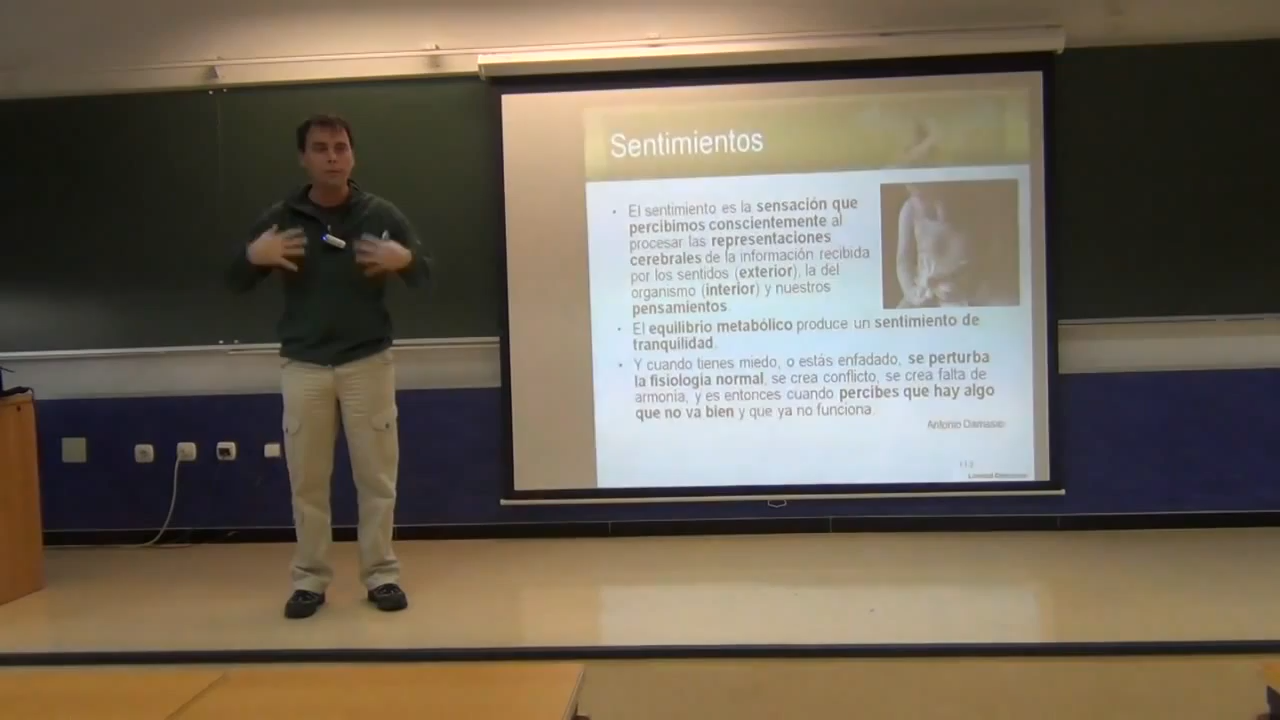 Sentimientos
• El sentimiento es la sensación que
percibimos conscientemente al
procesar las representaciones
cerebrales de la información recibida
por los sentidos (exterior), la del
organismo (interior) y nuestros
pensamientos.
• El equilibrio metabólico produce un sentimiento de
tranquilidad.
• Y cuando tienes miedo, o estás enfadado, se perturba
la fisiología normal, se crea conflicto, se crea falta de
armonía, y es entonces cuando percibes que hay algo
que no va bien y que ya no funciona.
Antonio Damasio